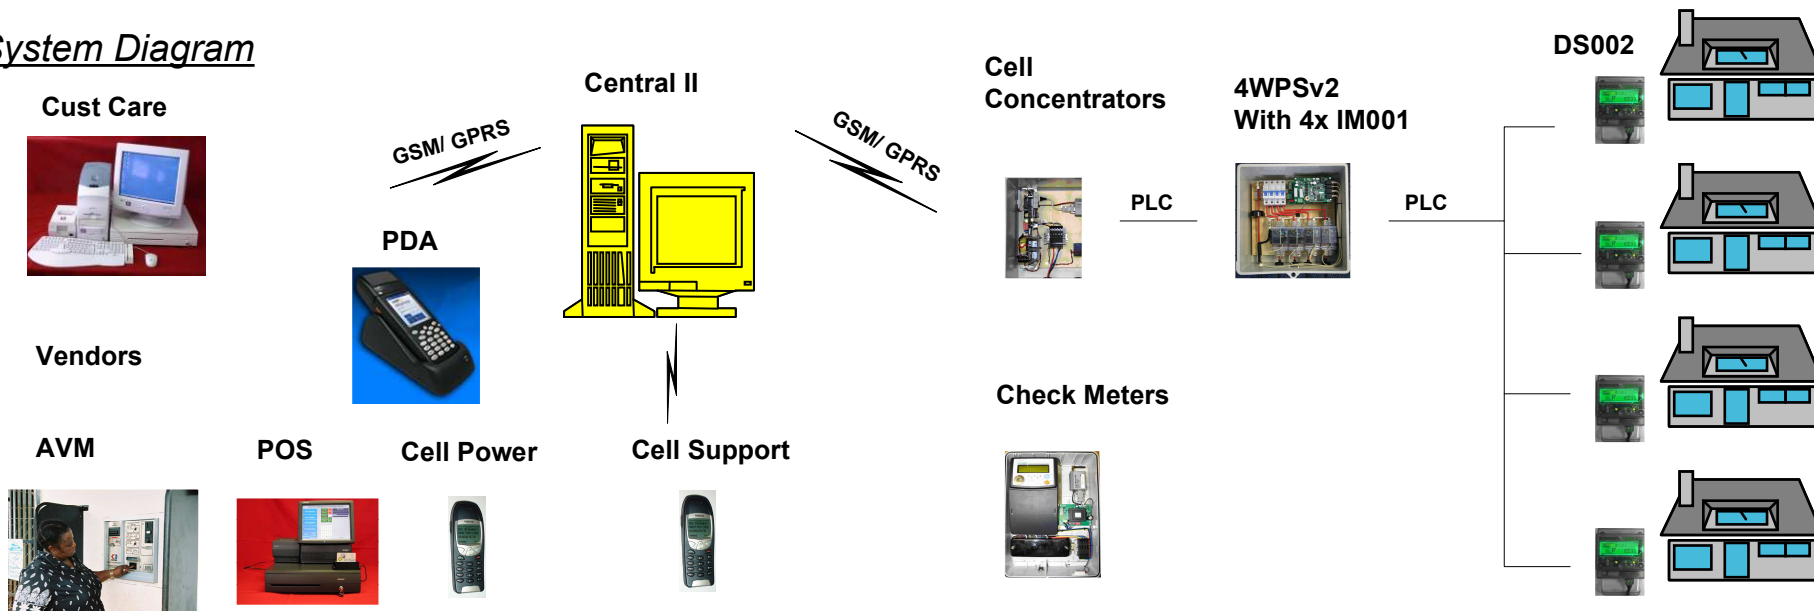 System Diagram
Cust Care
Central II
GSM/ GPRS
GSM/ GPRS
PDA
Vendors
AVM
POS
Cell Power
Cell Support
Cell
Concentrators
PLC
4WPSv2
With 4x IM001
PLC
DS002
Check Meters